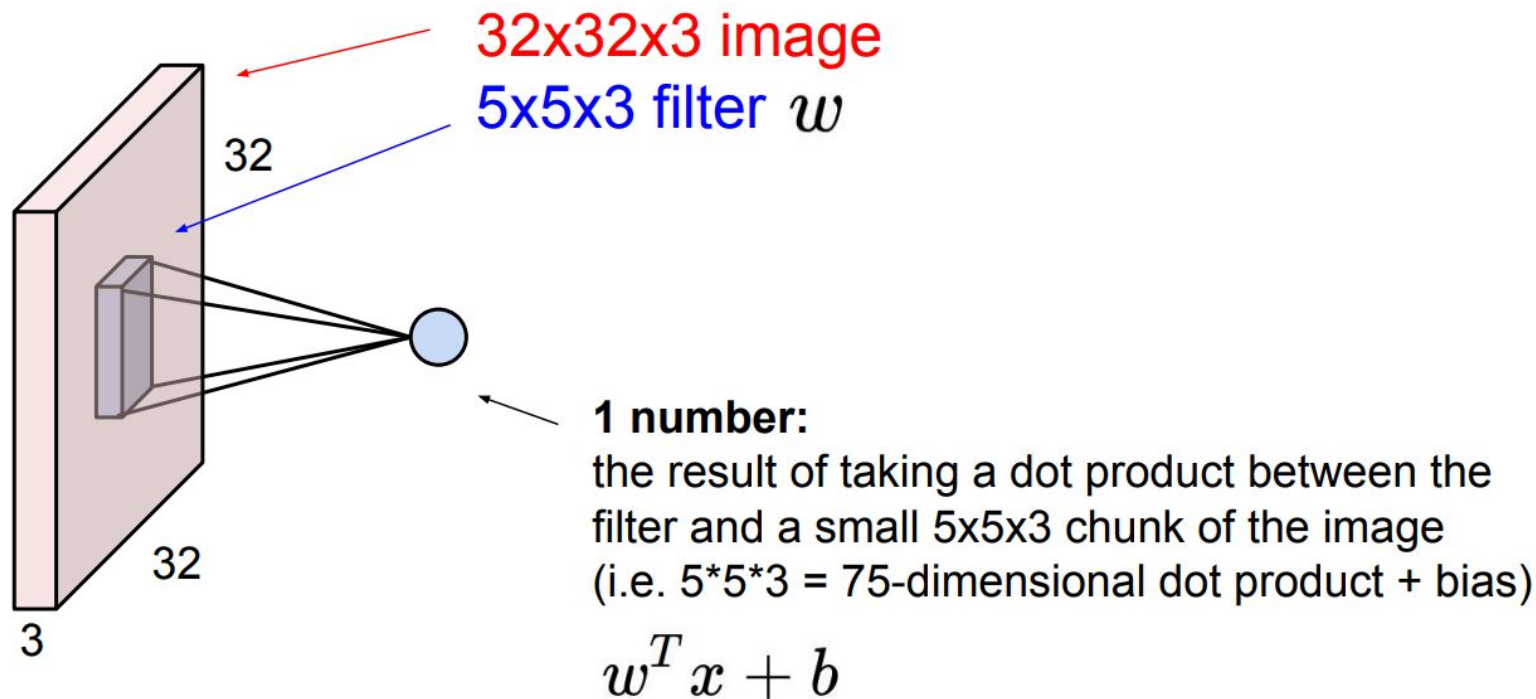 32x32x3 image
5x5x3 filter w
32
32
3
1 number:
the result of taking a dot product between the
filter and a small 5x5x3 chunk of the image
(i.e. 5*5*3 = 75-dimensional dot product + bias)
w^T x + b